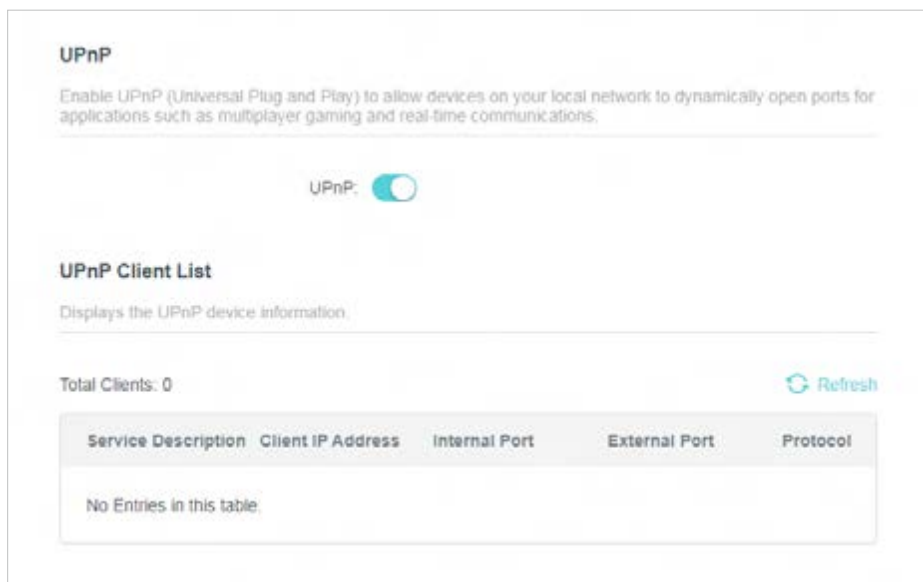 UPnP
Enable UPnP (Universal Plug and Play) to allow devices on your local network to dynamically open ports for
applications such as multiplayer gaming and real-time communications.
UPnP:
UPnP Client List
Displays the UPnP device information.
Total Clients: 0 Refresh
Service Description Client IP Address Internal Port External Port Protocol
No Entries in this table.